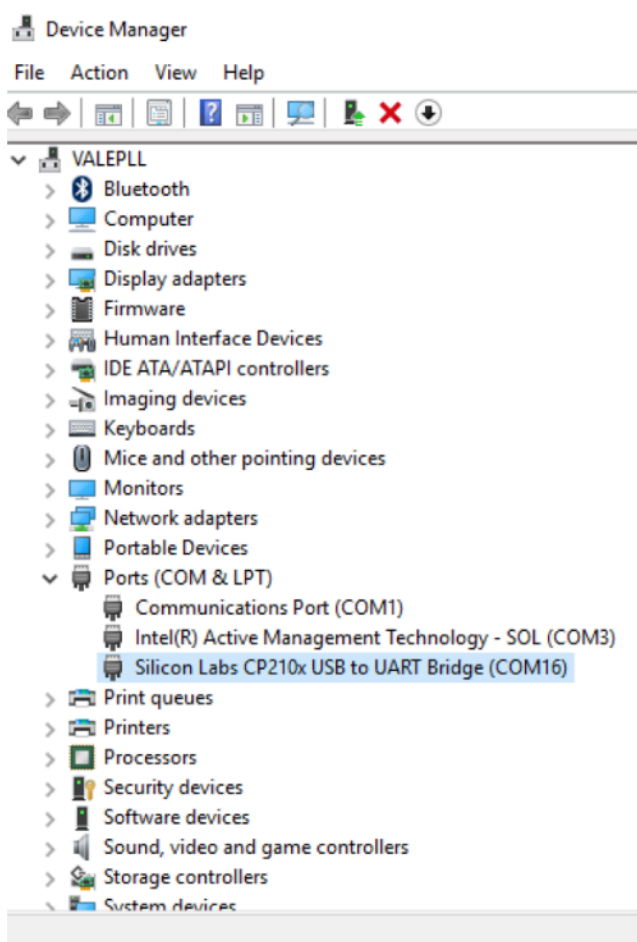 Device Manager
File Action View Help
VALEPLL
Bluetooth
Computer
Disk drives
Display adapters
Firmware
Human Interface Devices
IDE ATA/ATAPI controllers
Imaging devices
Keyboards
Mice and other pointing devices
Monitors
Network adapters
Portable Devices
Ports (COM & LPT)
Communications Port (COM1)
Intel(R) Active Management Technology - SOL (COM3)
Silicon Labs CP210x USB to UART Bridge (COM16)
Print queues
Printers
Processors
Security devices
Software devices
Sound, video and game controllers
Storage controllers
System devices